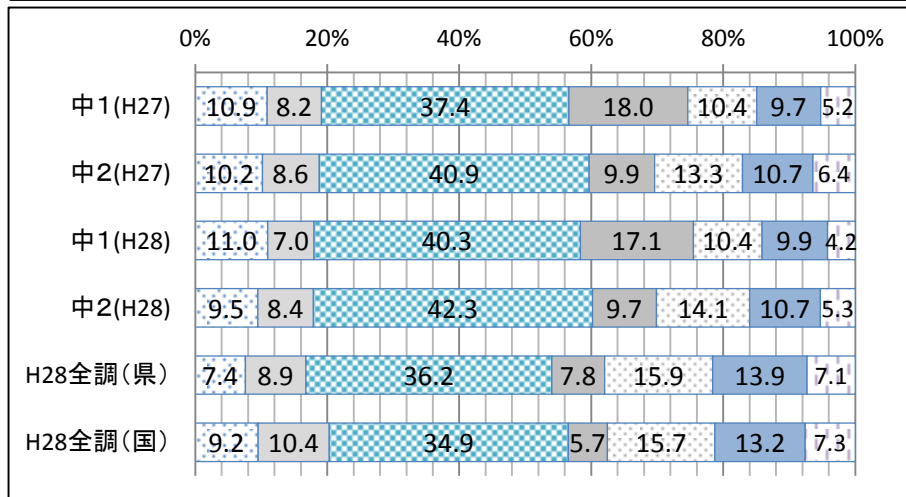 0% 20% 40% 60% 80% 100%
中1(H27) 10.9 8.2 37.4 18.0 10.4 9.7 5.2
中2(H27) 10.2 8.6 40.9 9.9 13.3 10.7 6.4
中1(H28) 11.0 7.0 40.3 17.1 10.4 9.9 4.2
中2(H28) 9.5 8.4 42.3 9.7 14.1 10.7 5.3
H28全調(県) 7.4 8.9 36.2 7.8 15.9 13.9 7.1
H28全調(国) 9.2 10.4 34.9 5.7 15.7 13.2 7.3